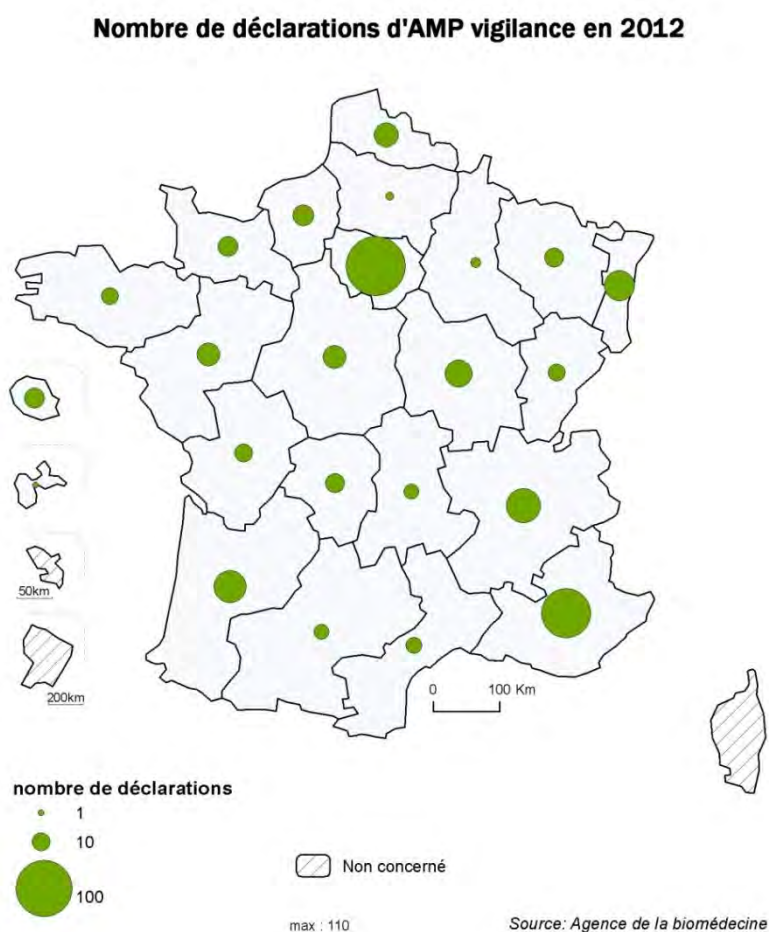 Nombre de déclarations d'AMP vigilance en 2012
50km
200km
0 100 Km
nombre de déclarations
1
10
100
Non concerné
max : 110
Source: Agence de la biomédecine